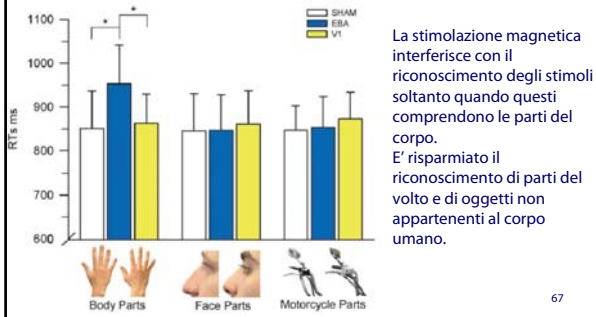 SHAM
EBA
V1
* *
1100
1000
900
800
700
600
RTs ms
Body Parts Face Parts Motorcycle Parts
La stimolazione magnetica
interferisce con il
riconoscimento degli stimoli
soltanto quando questi
comprendono le parti del
corpo.
E’ risparmiato il
riconoscimento di parti del
volto e di oggetti non
appartenenti al corpo
umano.
67